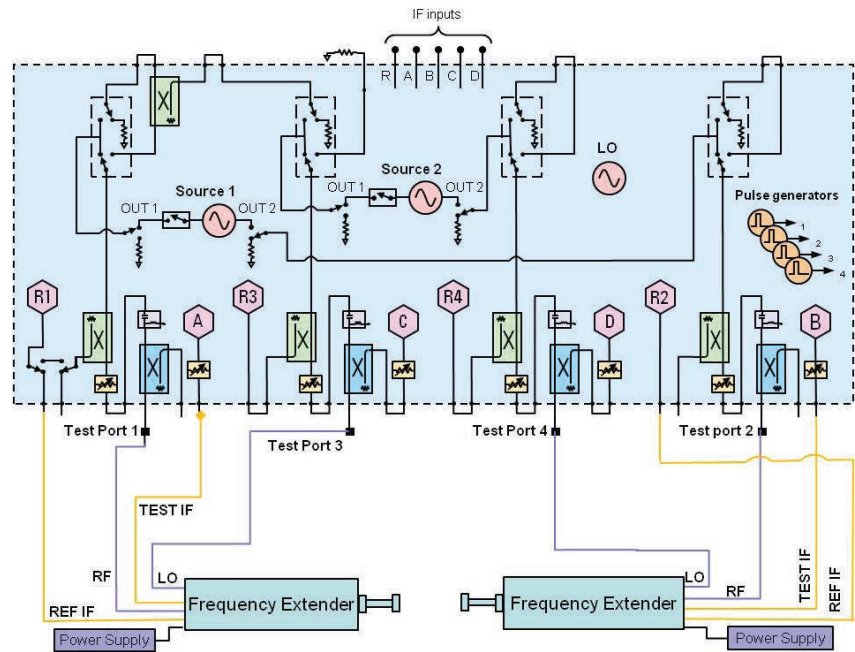 IF inputs
R A B C D
LO
Source 2
Source 1
OUT 1 OUT 2
OUT 1 OUT 2
Pulse generators
1
2
3
4
R1 A R3 C R4 D R2 B
Test Port 1
Test Port 3
Test Port 4
Test port 2
TEST IF
RF
LO
REF IF
Frequency Extender
Power Supply
LO
RF
TEST IF
REF IF
Frequency Extender
Power Supply